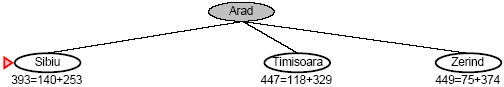 Arad
Sibiu
Timisoara
Zerind
393=140+253
447=118+329
449=75+374